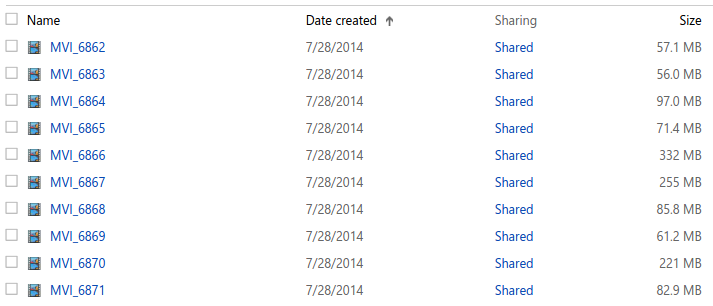 Name Date created Sharing Size
MVI_6862 7/28/2014 Shared 57.1 MB
MVI_6863 7/28/2014 Shared 56.0 MB
MVI_6864 7/28/2014 Shared 97.0 MB
MVI_6865 7/28/2014 Shared 71.4 MB
MVI_6866 7/28/2014 Shared 332 MB
MVI_6867 7/28/2014 Shared 255 MB
MVI_6868 7/28/2014 Shared 85.8 MB
MVI_6869 7/28/2014 Shared 61.2 MB
MVI_6870 7/28/2014 Shared 221 MB
MVI_6871 7/28/2014 Shared 82.9 MB